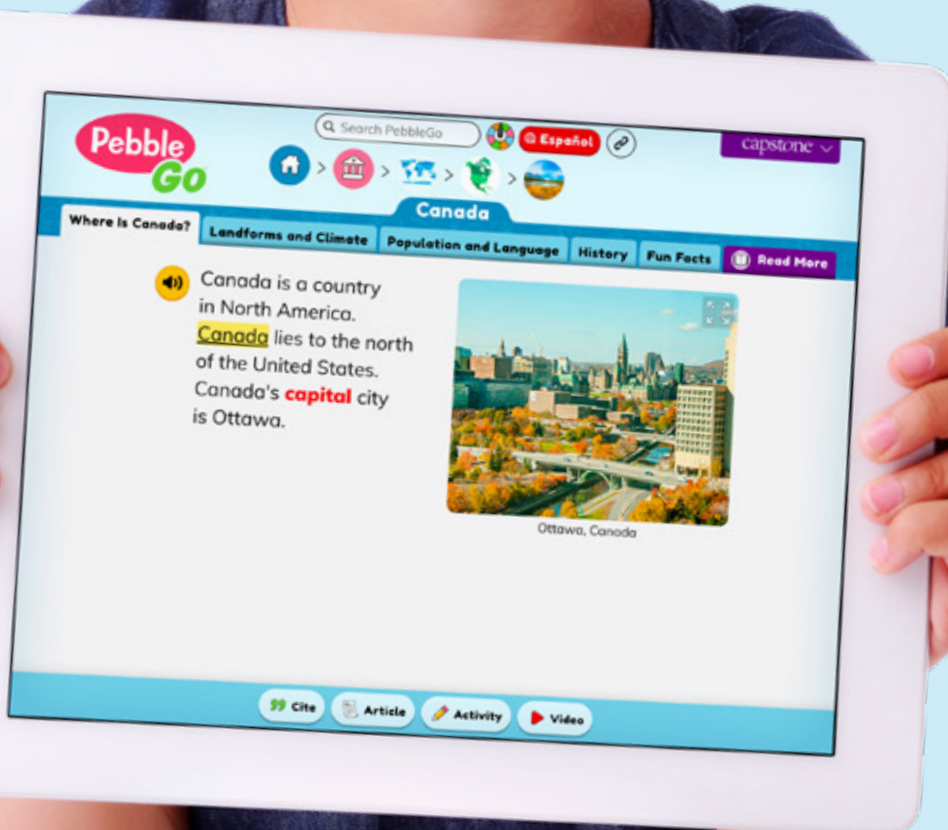 Pebble
Go
Search PebbleGo
Español
capstone
Canada
Where Is Canada?
Landforms and Climate
Population and Language
History
Fun Facts
Read More
Canada is a country
in North America.
Canada lies to the north
of the United States.
Canada's capital city
is Ottawa.
Ottawa, Canada
Cite
Article
Activity
Video